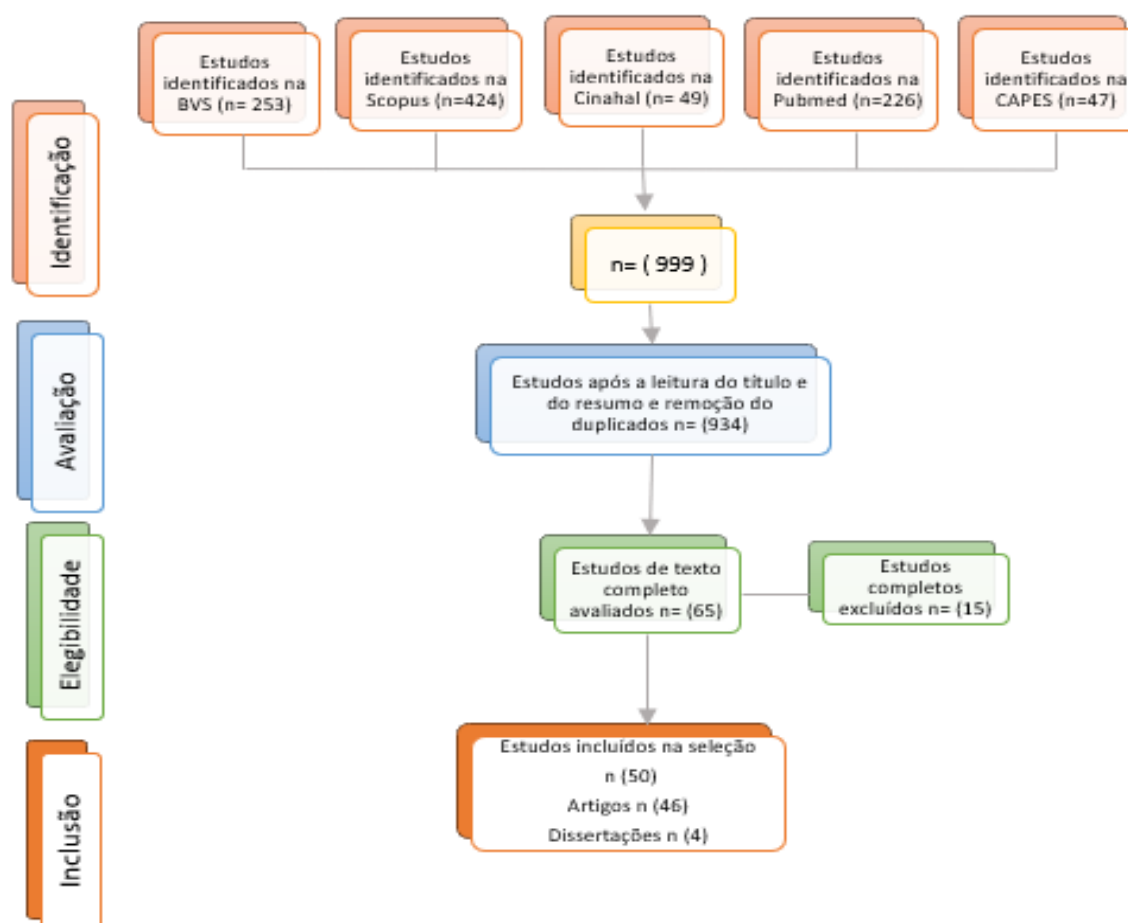 Estudos
identificados na
BVS (n= 253)
Estudos
identificados na
Scopus (n=424)
Estudos
identificados na
Cinahal (n= 49)
Estudos
identificados na
Pubmed (n=226)
Estudos
identificados na
CAPES (n=47)
Identificação
n= ( 999 )
Avaliação
Estudos após a leitura do título e
do resumo e remoção do
duplicados n= (934)
Elegibilidade
Estudos de texto
completo
avaliados n= (65)
Estudos
completos
excluídos n= (15)
Inclusão
Estudos incluídos na seleção
n (50)
Artigos n (46)
Dissertações n (4)